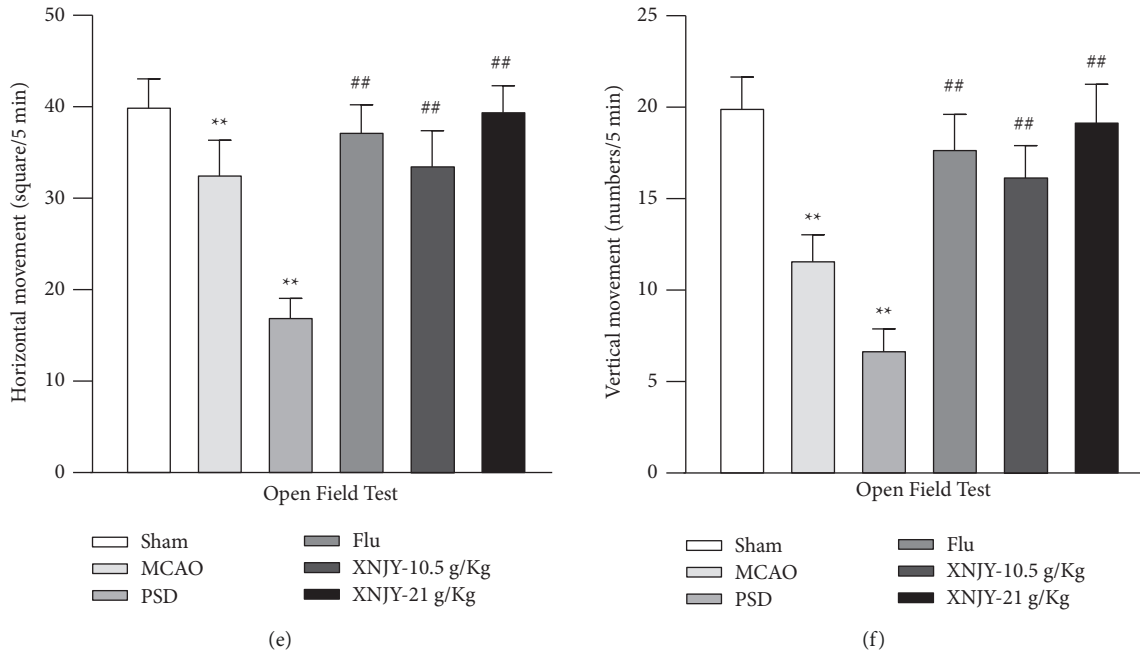 50
40
30
20
10
0
Horizontal movement (square/5 min)
**
**
##
##
##
Open Field Test
Sham
MCAO
PSD
Flu
XNJY-10.5 g/Kg
XNJY-21 g/Kg
(e)
25
20
15
10
5
0
Vertical movement (numbers/5 min)
**
**
##
##
##
Open Field Test
Sham
MCAO
PSD
Flu
XNJY-10.5 g/Kg
XNJY-21 g/Kg
(f)